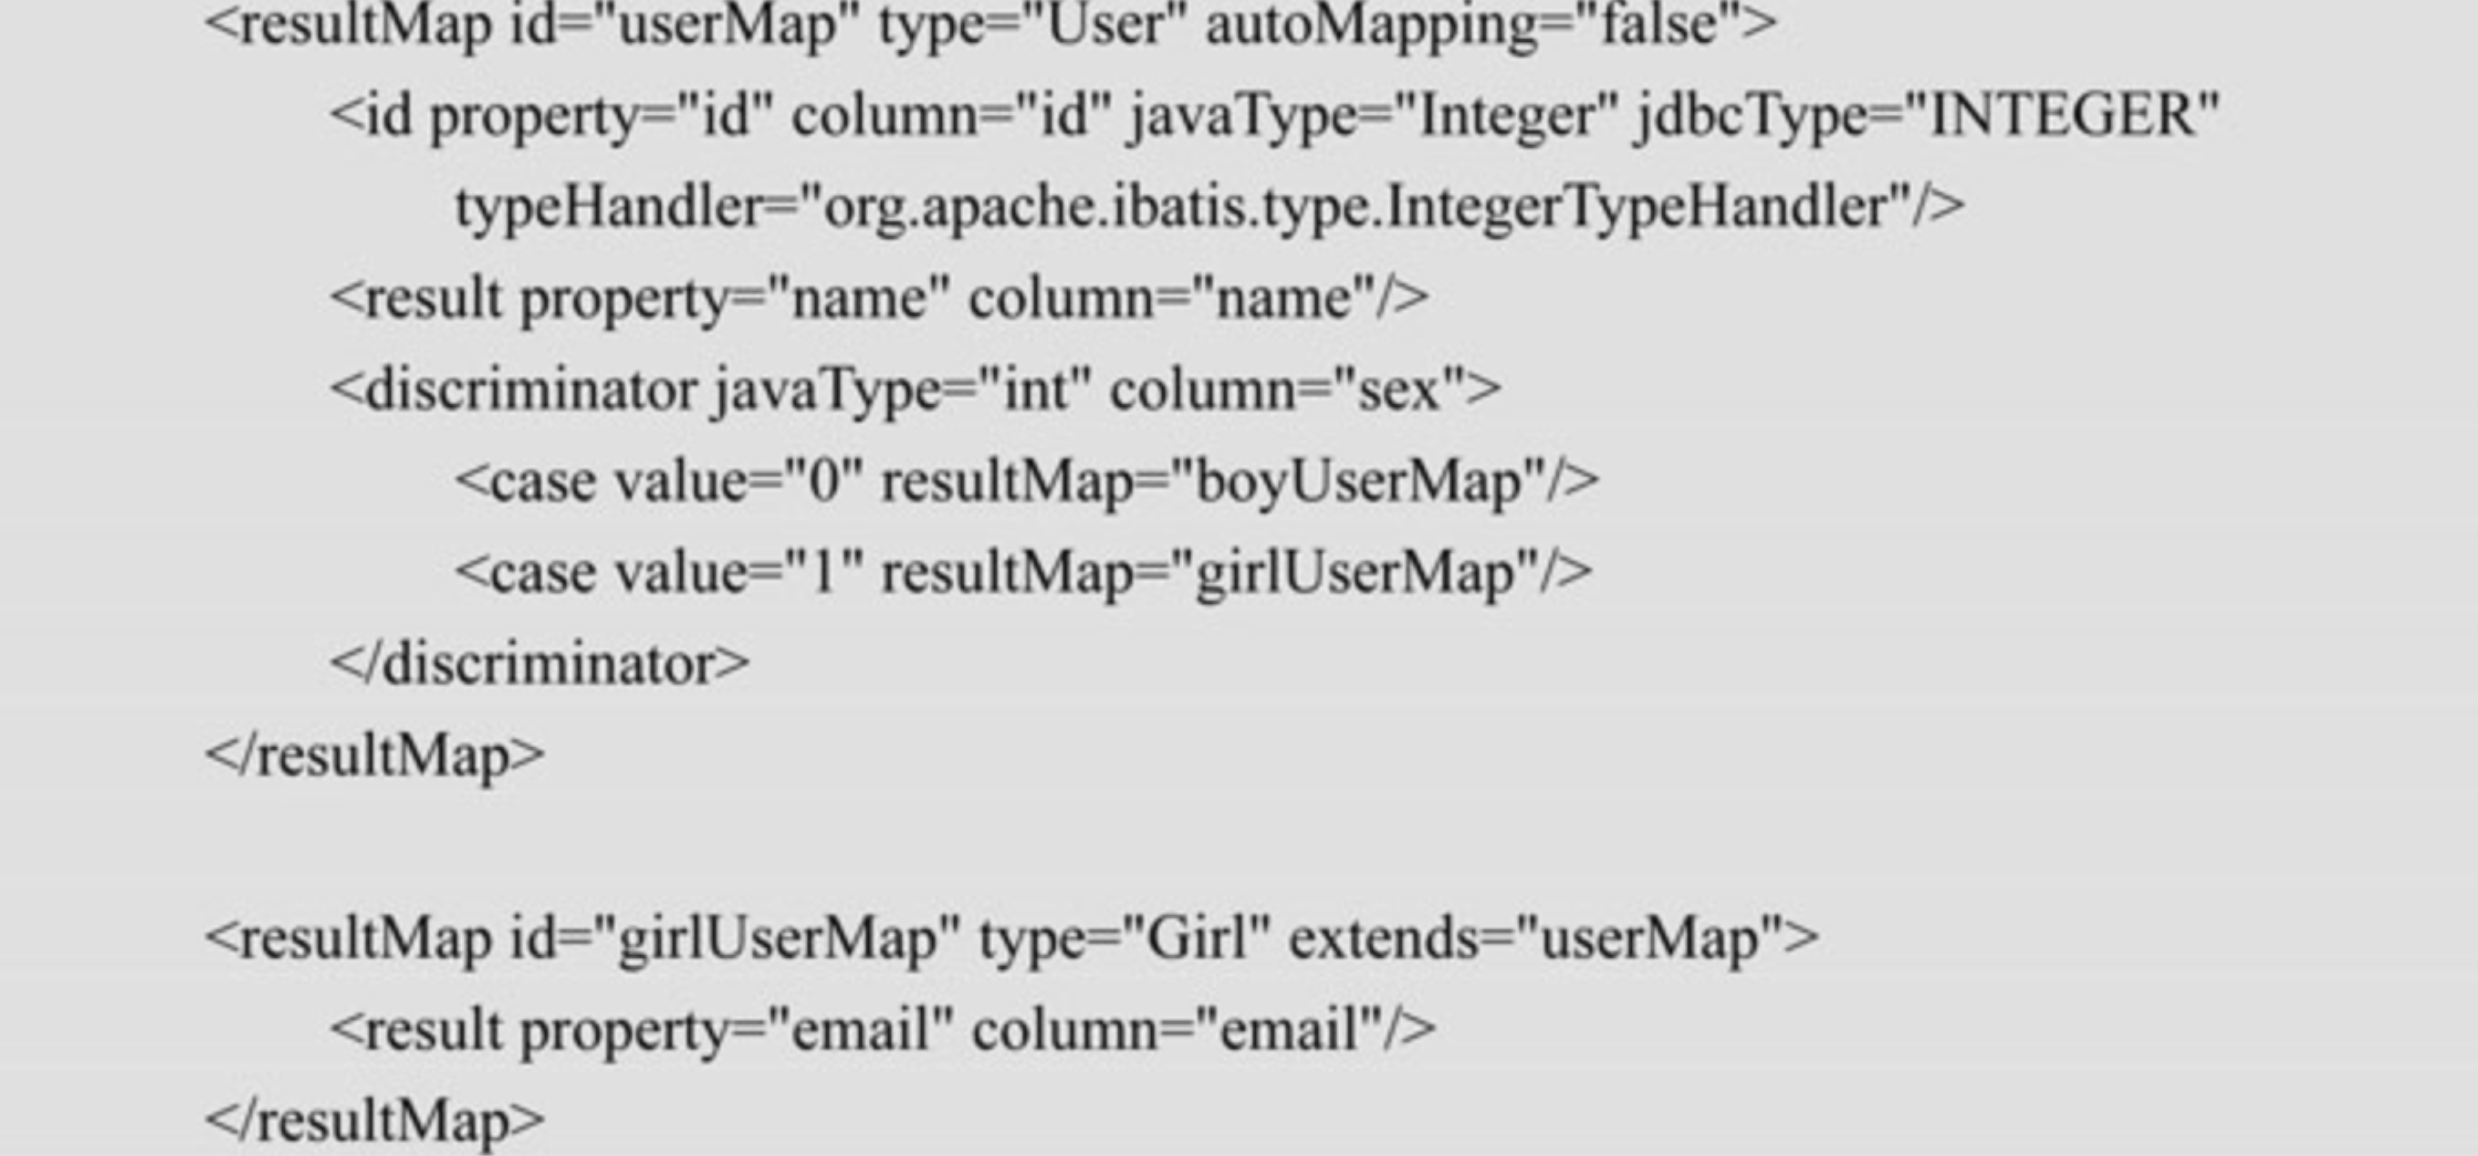 <resultMap id="userMap" type="User" autoMapping="false">
<id property="id" column="id" javaType="Integer" jdbcType="INTEGER"
typeHandler="org.apache.ibatis.type.IntegerTypeHandler"/>
<result property="name" column="name"/>
<discriminator javaType="int" column="sex">
<case value="0" resultMap="boyUserMap"/>
<case value="1" resultMap="girlUserMap"/>
</discriminator>
</resultMap>
<resultMap id="girlUserMap" type="Girl" extends="userMap">
<result property="email" column="email"/>
</resultMap>